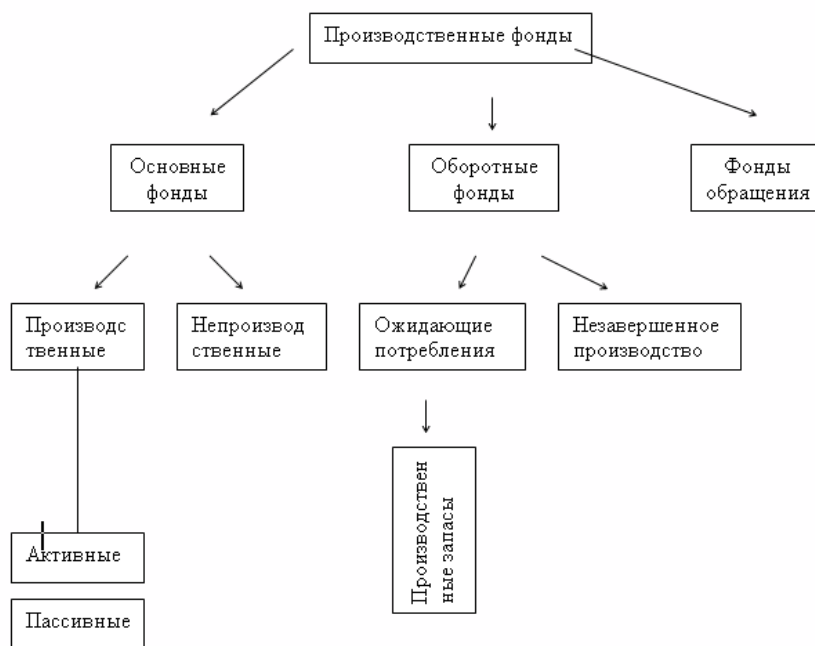 Производственные фонды
Основные
фонды
Оборотные
фонды
Фонды
обращения
Производс
твенные
Непроизвод
ственные
Ожидающие
потребления
Незавершенное
производство
Производствен
ные запасы
Активные
Пассивные